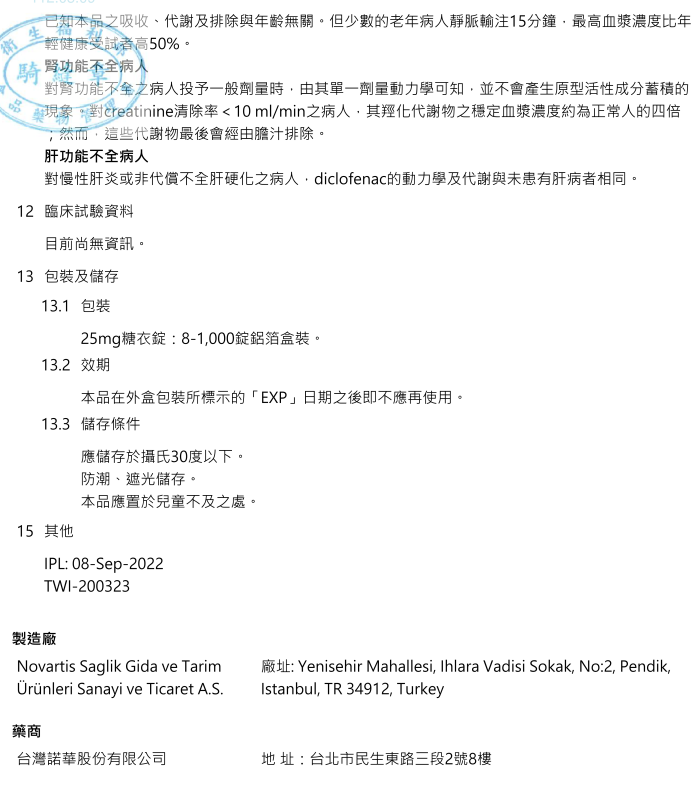 已知本品之吸收、代謝及排除與年齡無關。但少數的老年病人靜脈輸注15分鐘，最高血漿濃度比年
輕健康受試者高50%。
腎功能不全病人
對腎功能不全之病人投予一般劑量時，由其單一劑量動力學可知，並不會產生原型活性成分蓄積的
現象。對creatinine清除率＜10 ml/min之病人，其羥化代謝物之穩定血漿濃度約為正常人的四倍
；然而，這些代謝物最後會經由膽汁排除。
肝功能不全病人
對慢性肝炎或非代償不全肝硬化之病人，diclofenac的動力學及代謝與未患有肝病者相同。
12 臨床試驗資料
目前尚無資訊。
13 包裝及儲存
13.1 包裝
25mg糖衣錠：8-1,000錠鋁箔盒裝。
13.2 效期
本品在外盒包裝所標示的「EXP」日期之後即不應再使用。
13.3 儲存條件
應儲存於攝氏30度以下。
防潮、遮光儲存。
本品應置於兒童不及之處。
15 其他
IPL: 08-Sep-2022
TWI-200323
製造廠
Novartis Saglik Gida ve Tarim 廠址: Yenisehir Mahallesi, Ihlara Vadisi Sokak, No:2, Pendik,
Ürünleri Sanayi ve Ticaret A.S. Istanbul, TR 34912, Turkey
藥商
台灣諾華股份有限公司 地 址：台北市民生東路三段2號8樓
騎縫章